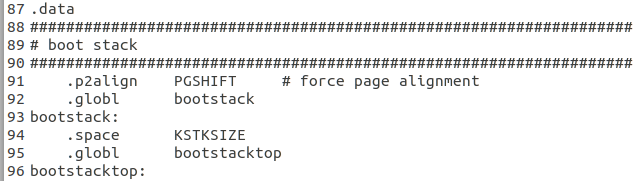 87 .data
88 ###################################################################
89 # boot stack
90 ###################################################################
91     .p2align    PGSHIFT     # force page alignment
92     .globl      bootstack
93 bootstack:
94     .space      KSTKSIZE
95     .globl      bootstacktop
96 bootstacktop: